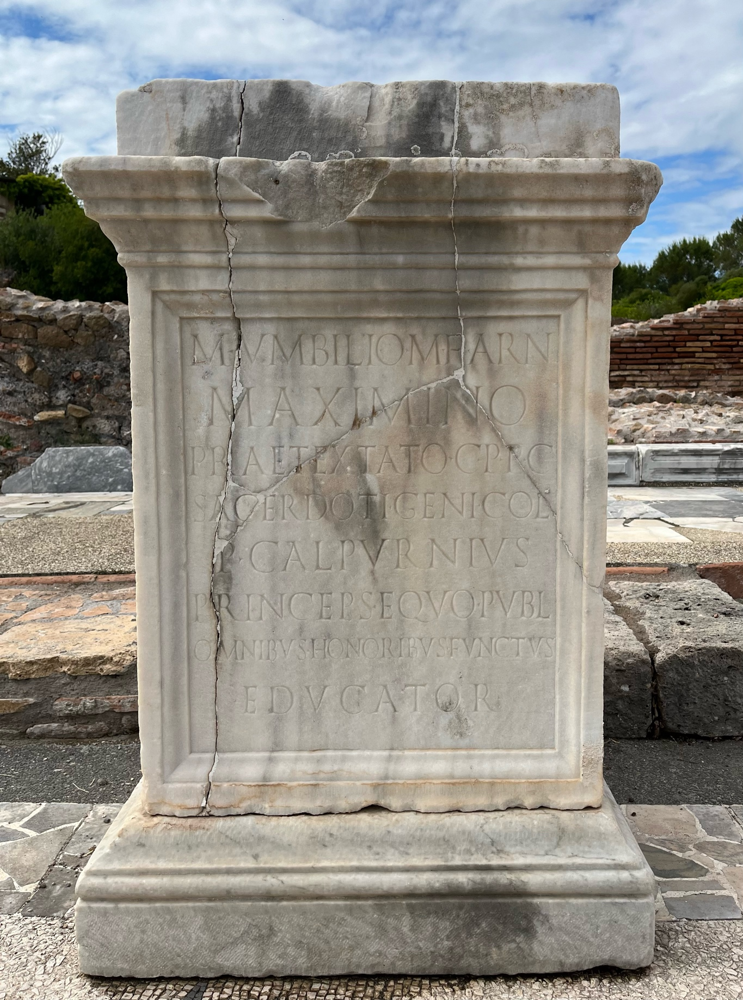 M·VMBILIO·M·F·ARN
MAXIMINO
PRAETEXTATO·C·P·P·C
SACERDOTI·GENI·COL
P·CALPVRNIVS
PRINCEPS·EQVO·PVBL
OMNIBVS·HONORIBVS·FVNCTVS
EDVCATOR